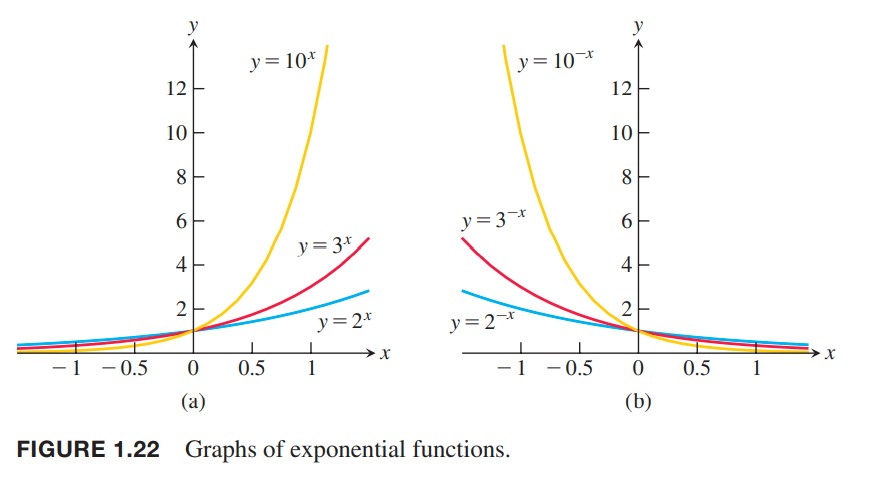 y
y = 10^x
12
10
8
6
y = 3^x
4
2
y = 2^x
x
−1 −0.5 0 0.5 1
(a)
y
y = 10^−x
12
10
8
6
y = 3^−x
4
2
y = 2^−x
x
−1 −0.5 0 0.5 1
(b)
FIGURE 1.22 Graphs of exponential functions.